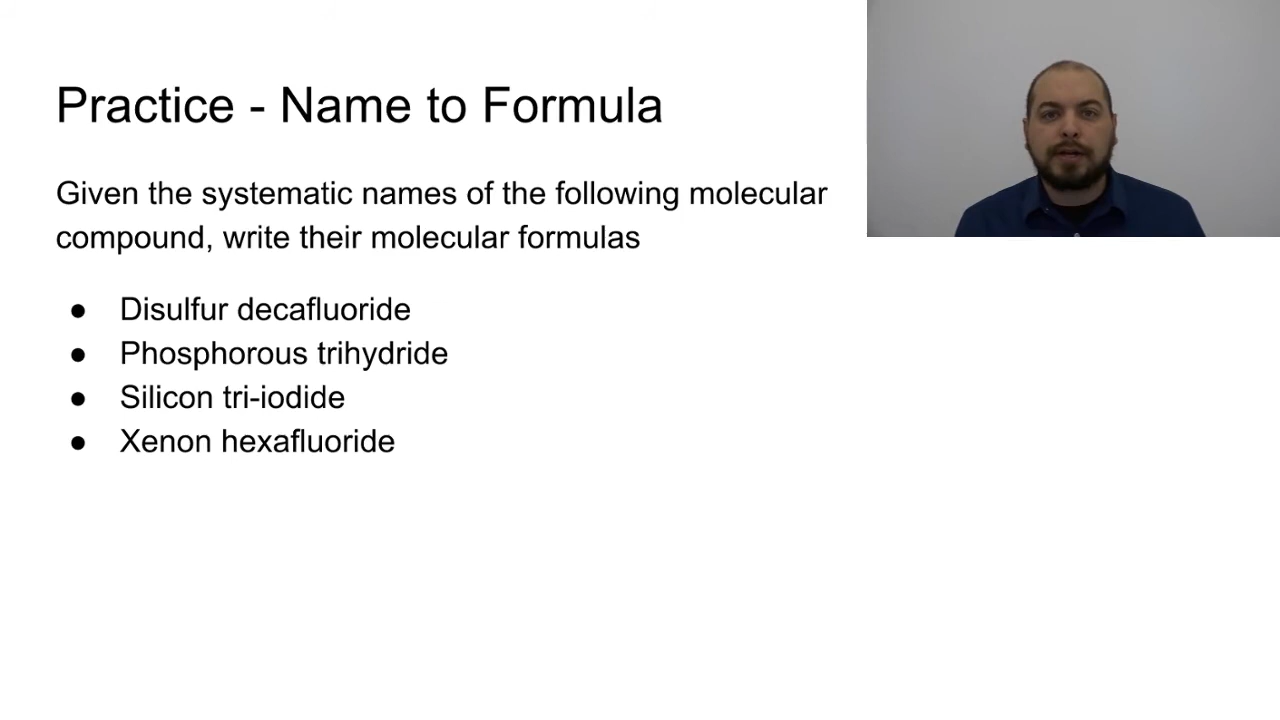 Practice - Name to Formula
Given the systematic names of the following molecular
compound, write their molecular formulas
● Disulfur decafluoride
● Phosphorous trihydride
● Silicon tri-iodide
● Xenon hexafluoride